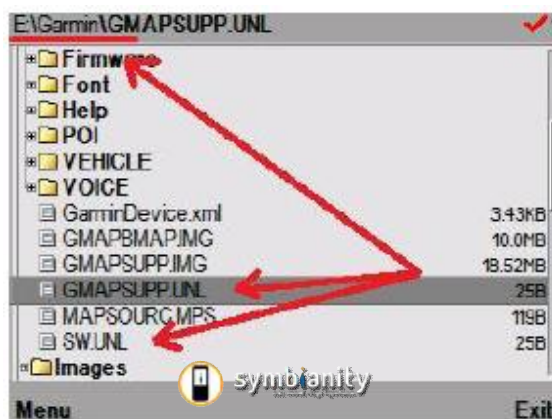 E:\Garmin\GMAPSUPP.UNL
Firmware
Font
Help
POI
VEHICLE
VOICE
GarminDevice.xml 3.43KB
GMAPBMAP.IMG 10.0MB
GMAPSUPP.IMG 18.52MB
GMAPSUPP.UNL 25B
MAPSOURC.MPS 119B
SW.UNL 25B
Images
symbianity
Menu Exit